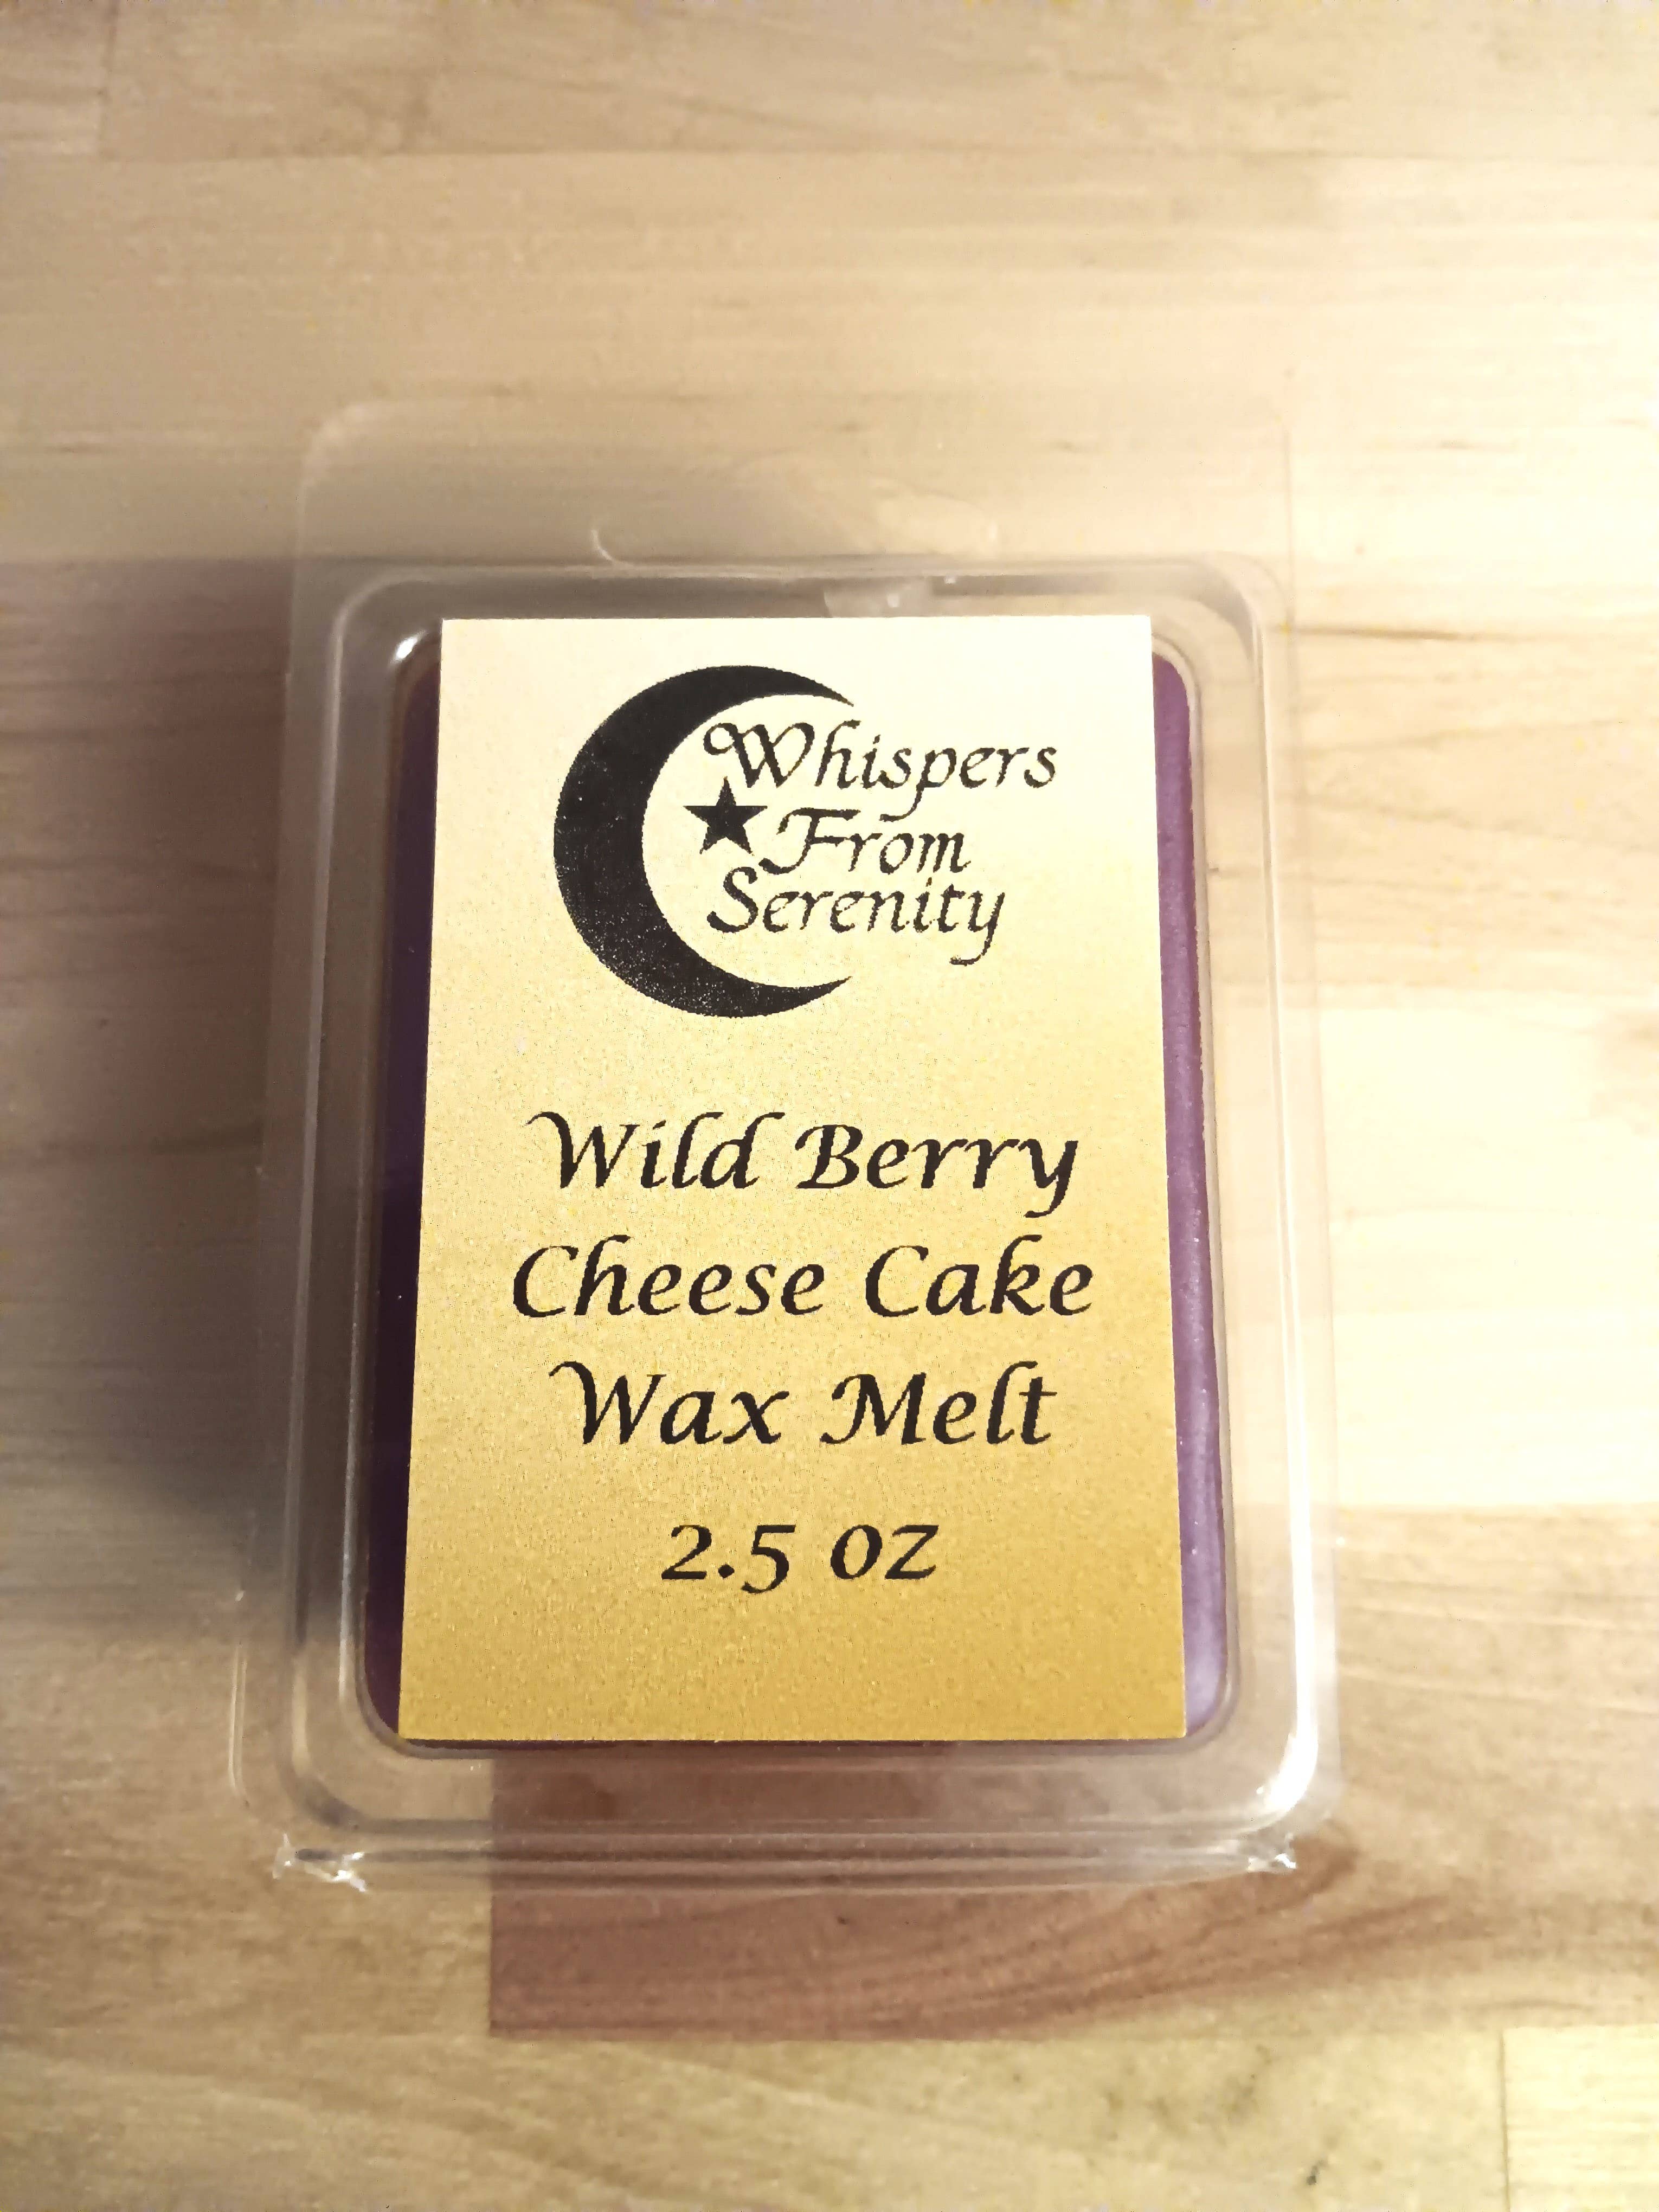 Whispers
From
Serenity
Wild Berry
Cheese Cake
Wax Melt
2.5 oz